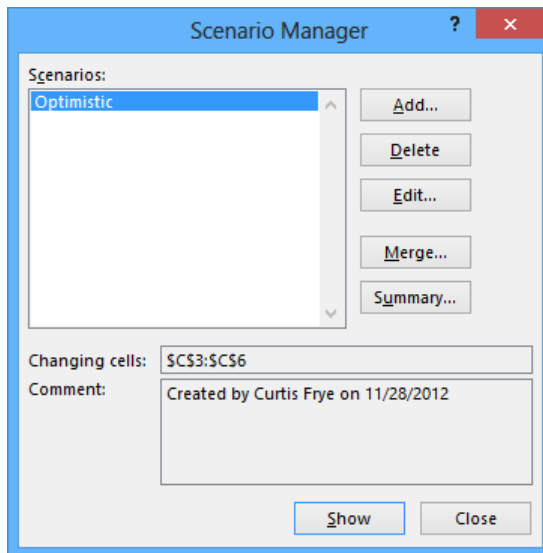 Scenario Manager
?
×
Scenarios:
Optimistic
Add...
Delete
Edit...
Merge...
Summary...
Changing cells: $C$3:$C$6
Comment: Created by Curtis Frye on 11/28/2012
Show
Close